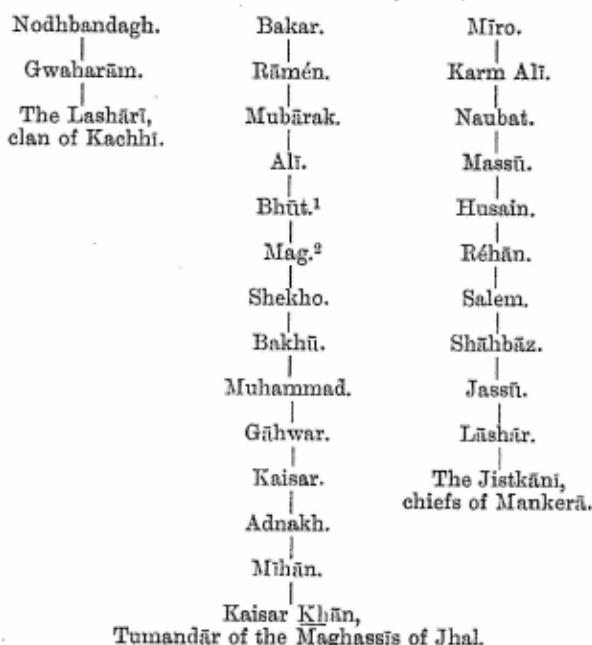 Nodhbandagh. Bakar. Mīro.
Gwaharām. Rāmén. Karm Alī.
The Lashārī, clan of Kachhī. Mubārak. Naubat.
Alī. Massū.
Bhūt.¹ Husain.
Mag.² Réhān.
Shekho. Salem.
Bakhū. Shāhbāz.
Muhammad. Jassū.
Gāhwar. Lāshār.
Kaisar. The Jistkānī, chiefs of Mankerā.
Adnakh.
Mīhān.
Kaisar Khān,
Tumandār of the Maghassīs of Jhal.